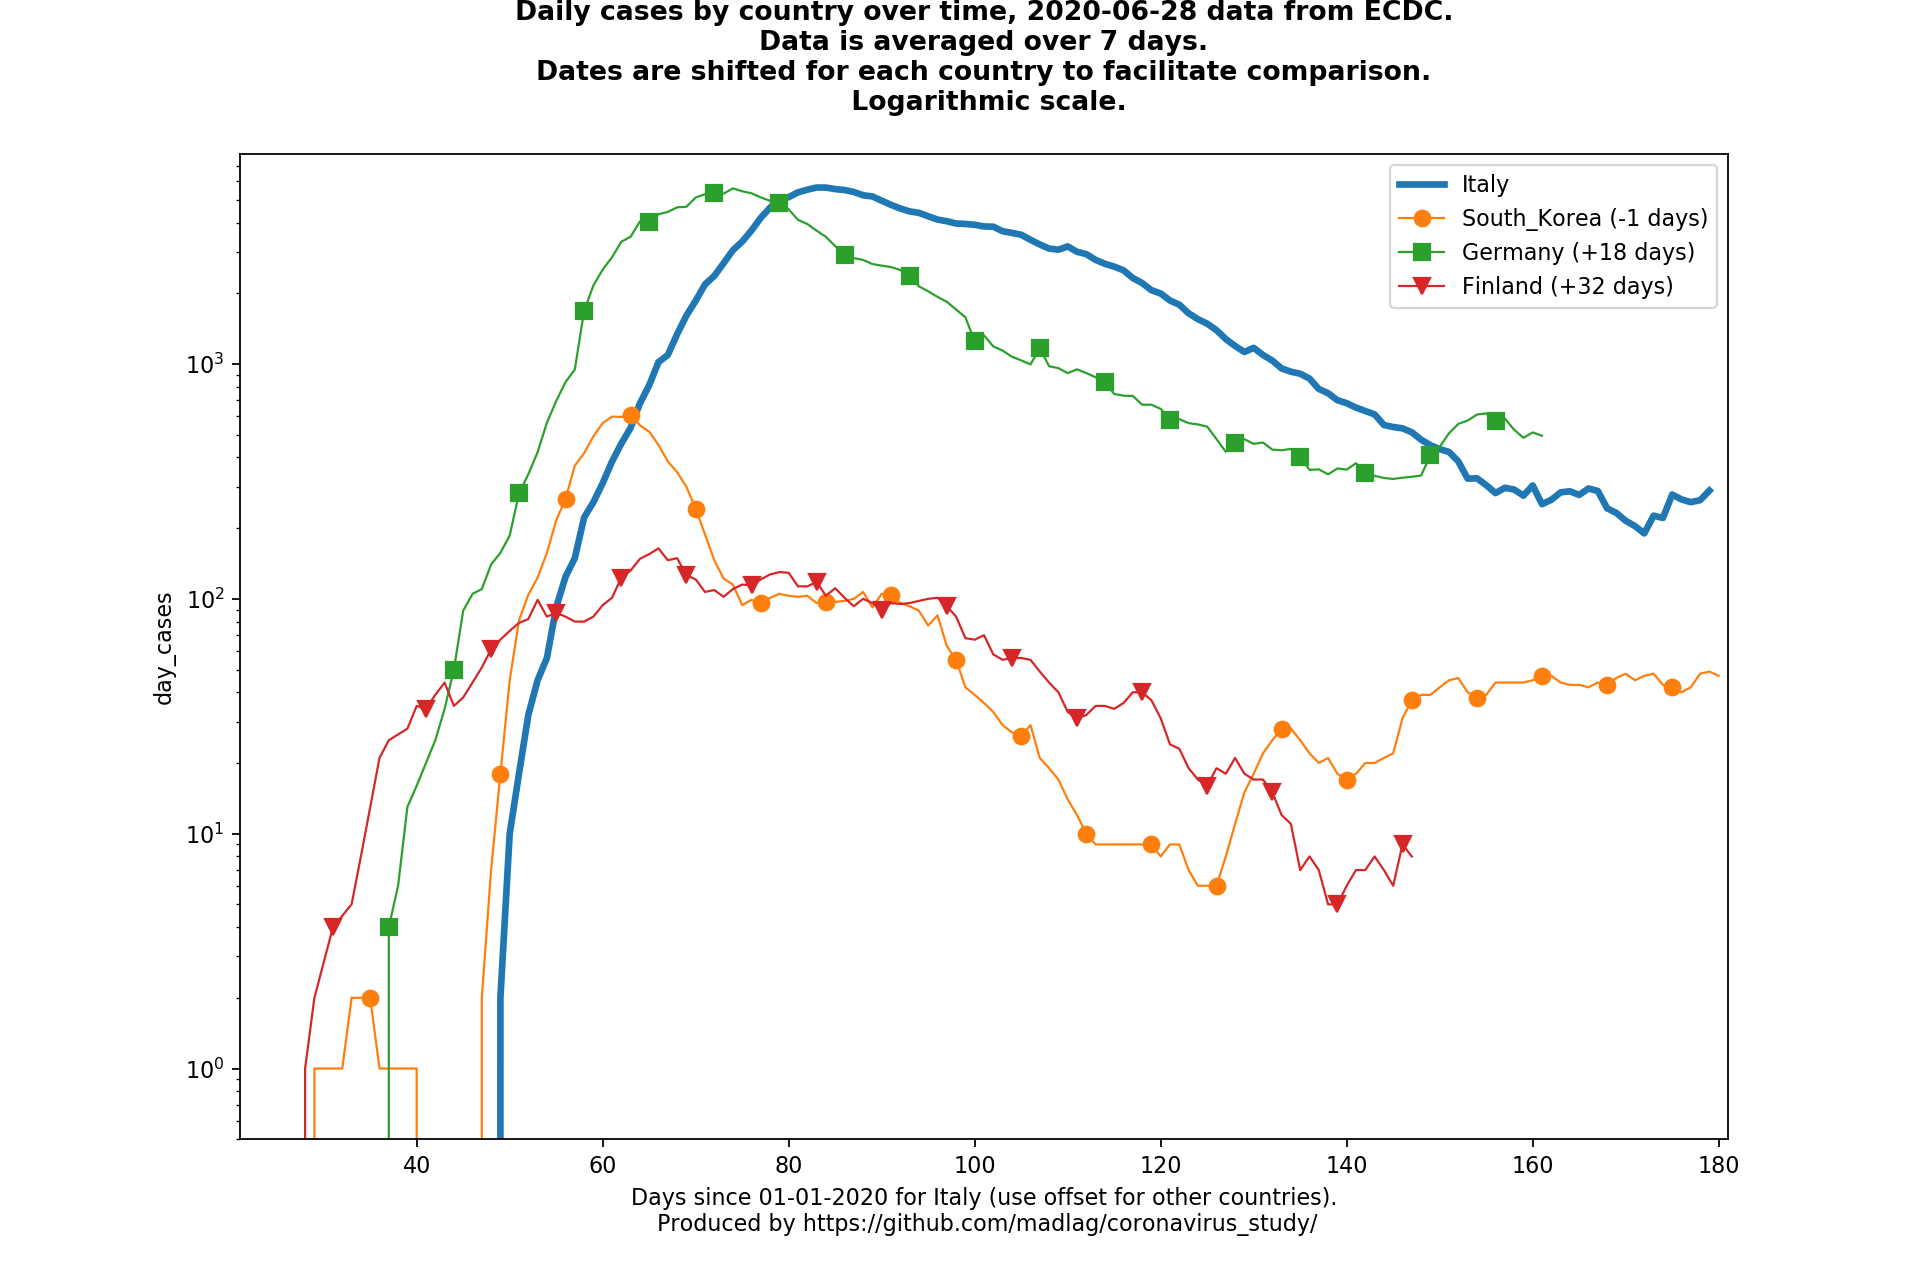 Daily cases by country over time, 2020-06-28 data from ECDC.
Data is averaged over 7 days.
Dates are shifted for each country to facilitate comparison.
Logarithmic scale.
Italy
South_Korea (-1 days)
Germany (+18 days)
Finland (+32 days)
day_cases
10³
10²
10¹
10⁰
40 60 80 100 120 140 160 180
Days since 01-01-2020 for Italy (use offset for other countries).
Produced by https://github.com/madlag/coronavirus_study/